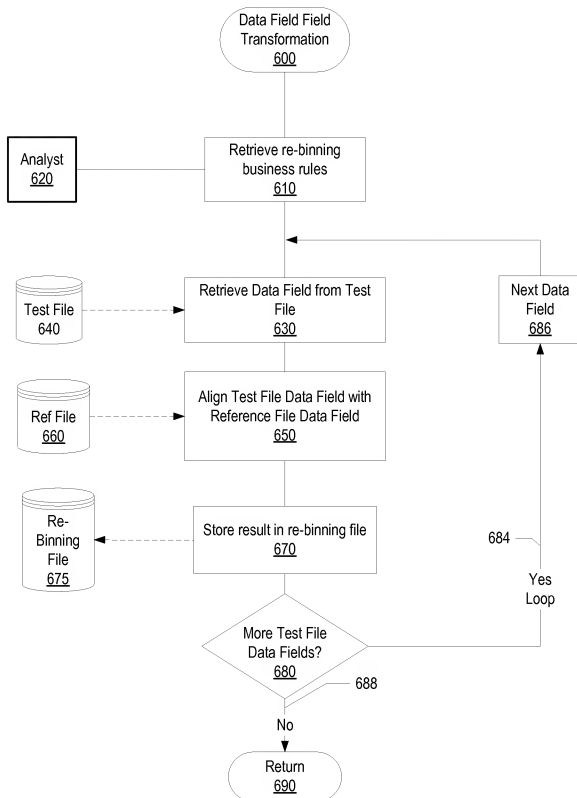 Data Field Field
Transformation
600
Analyst
620
Retrieve re-binning
business rules
610
Test File
640
Retrieve Data Field from Test
File
630
Next Data
Field
686
Ref File
660
Align Test File Data Field with
Reference File Data Field
650
Re-
Binning
File
675
Store result in re-binning file
670
684
Yes
Loop
More Test File
Data Fields?
680
688
No
Return
690